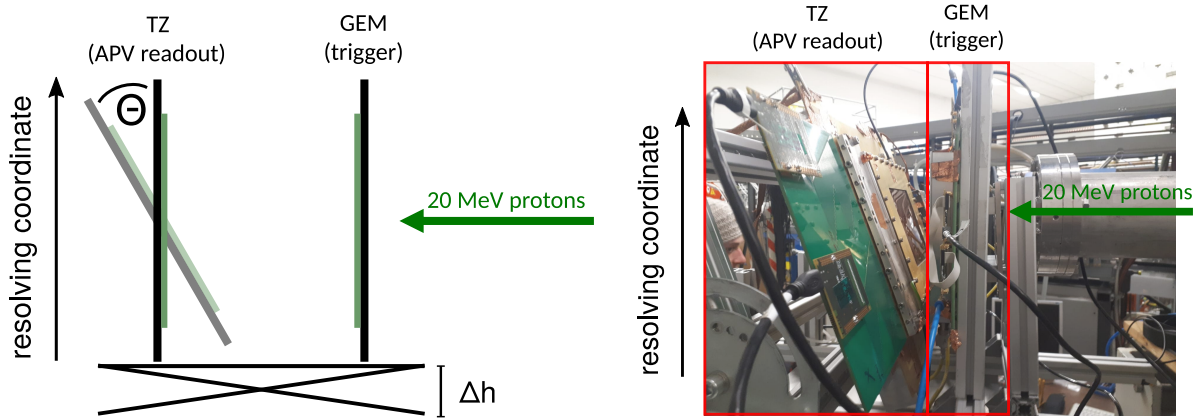 TZ
(APV readout)
GEM
(trigger)
resolving coordinate
Θ
20 MeV protons
Δh
TZ
(APV readout)
GEM
(trigger)
resolving coordinate
20 MeV protons